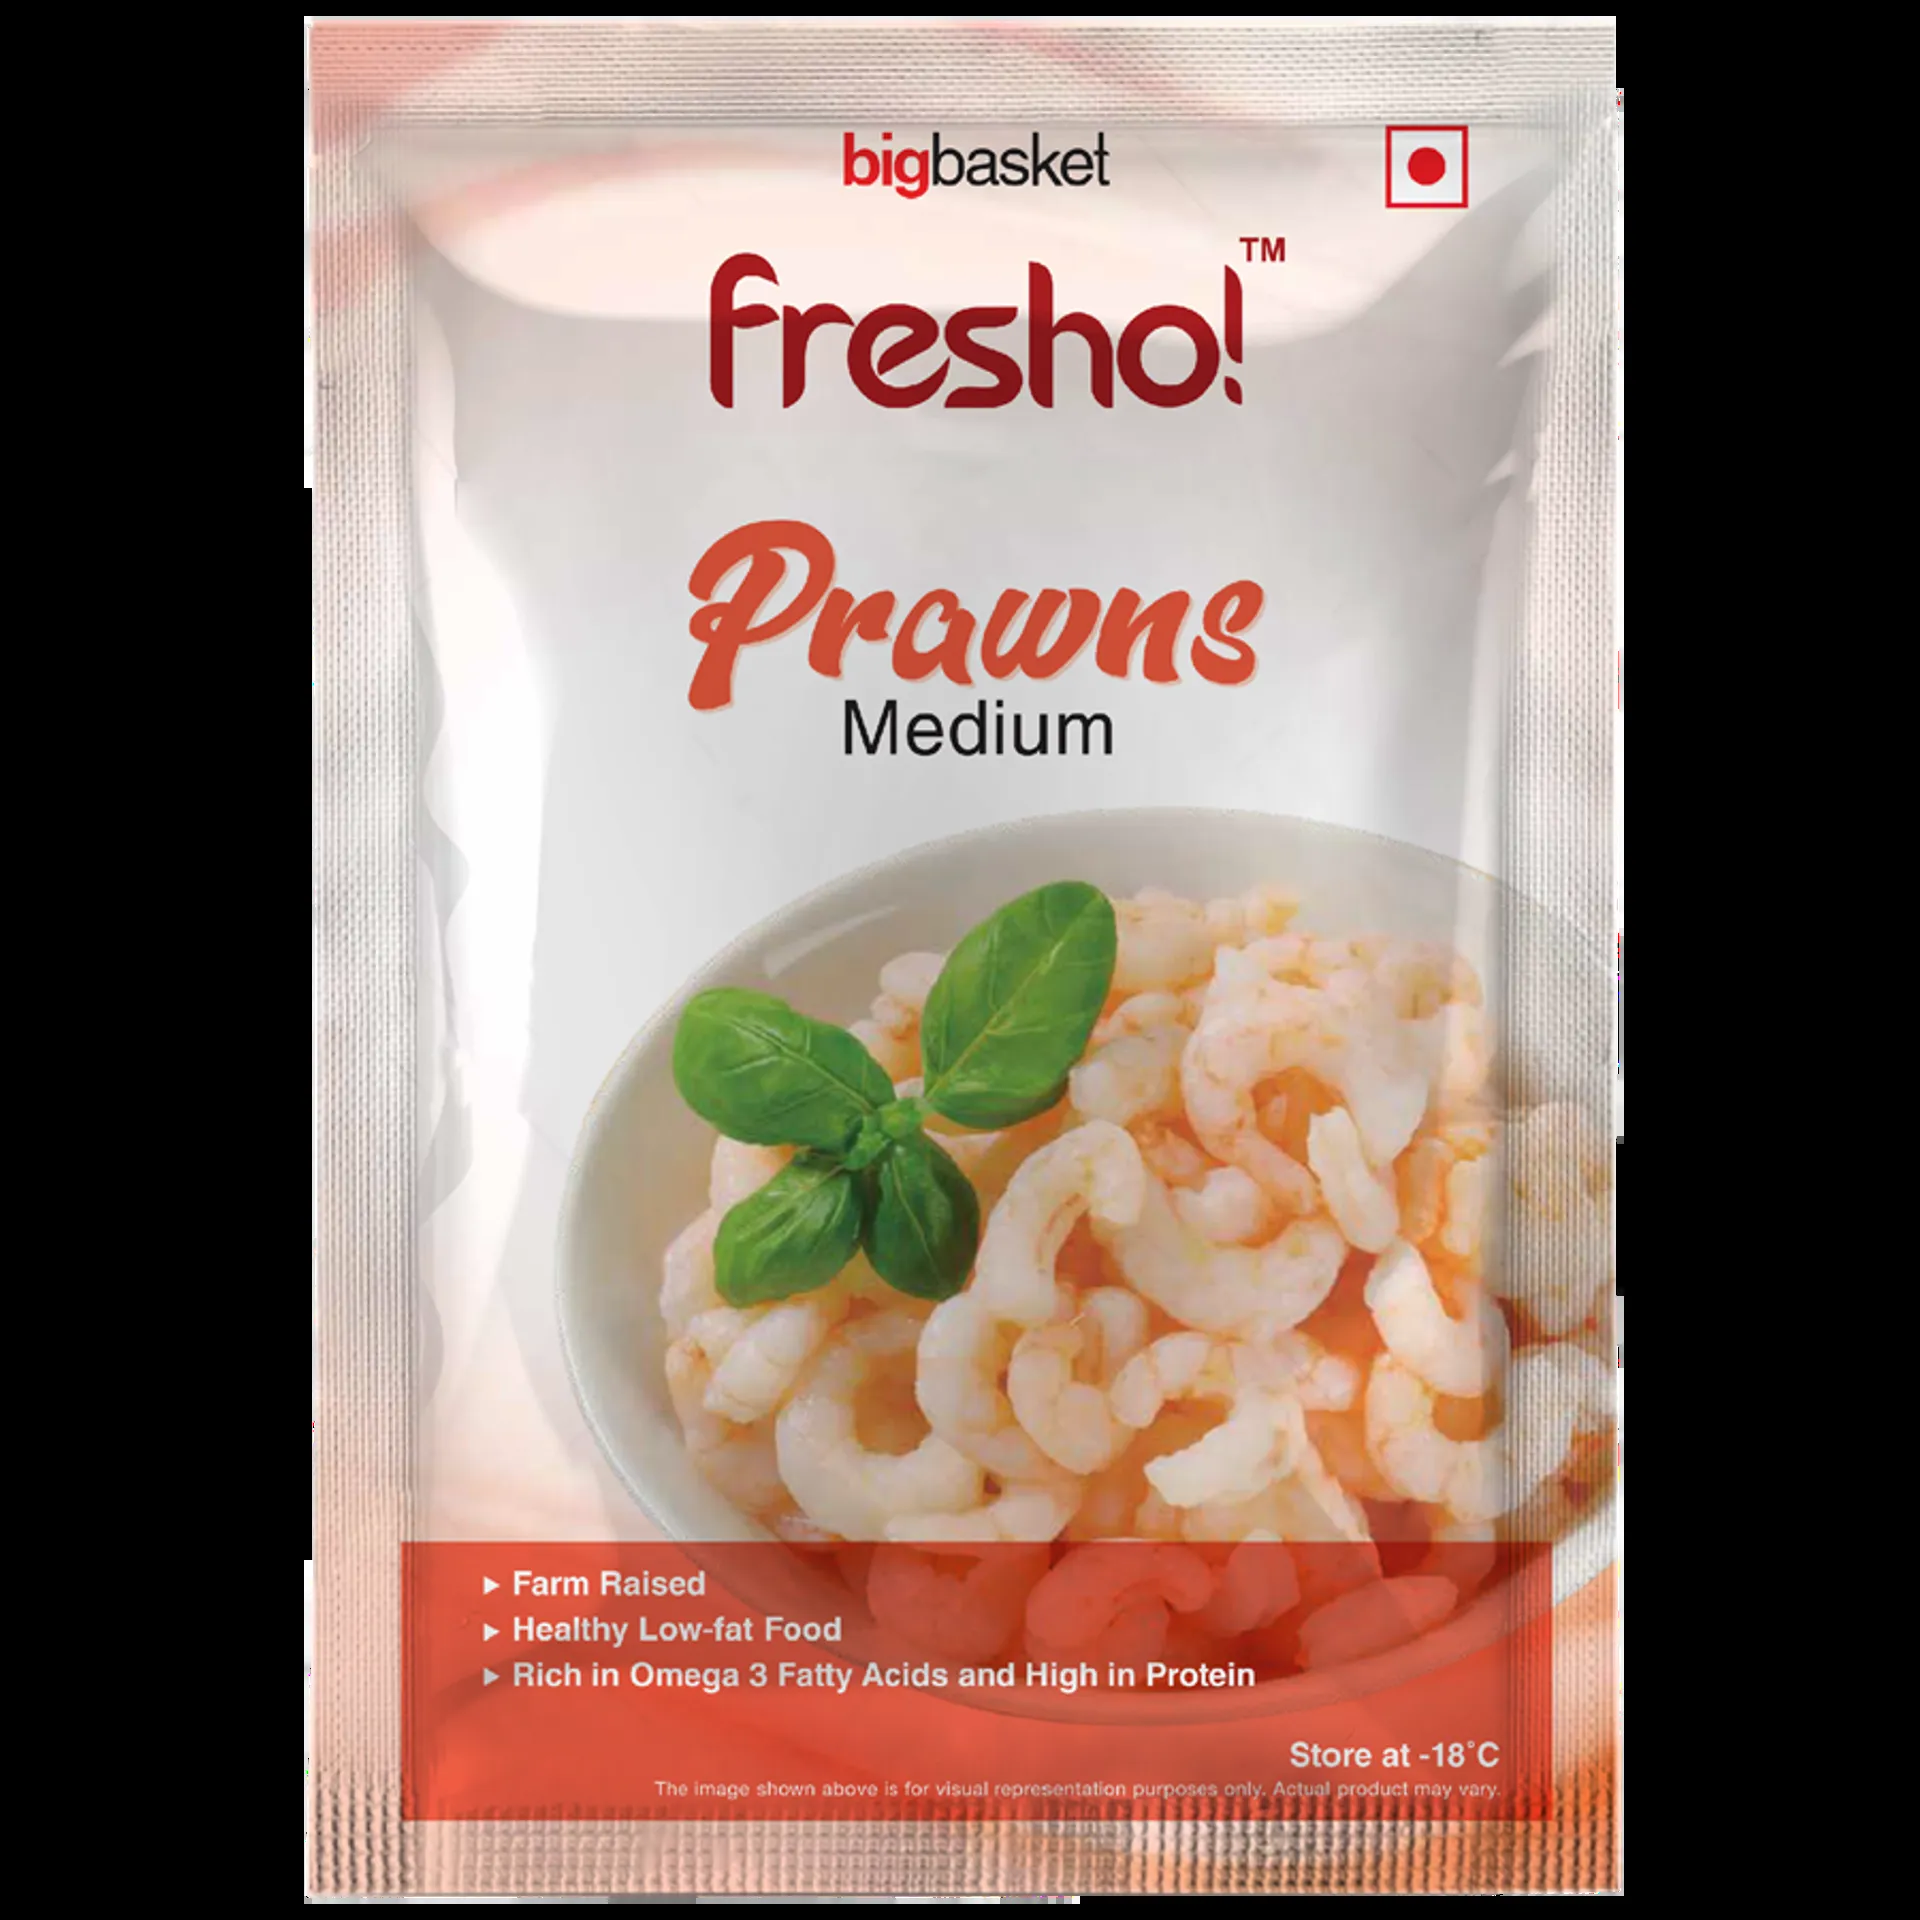 bigbasket
fresho!™
Prawns
Medium
▸ Farm Raised
▸ Healthy Low-fat Food
▸ Rich in Omega 3 Fatty Acids and High in Protein
Store at -18°C
The image shown above is for visual representation purposes only. Actual product may vary.